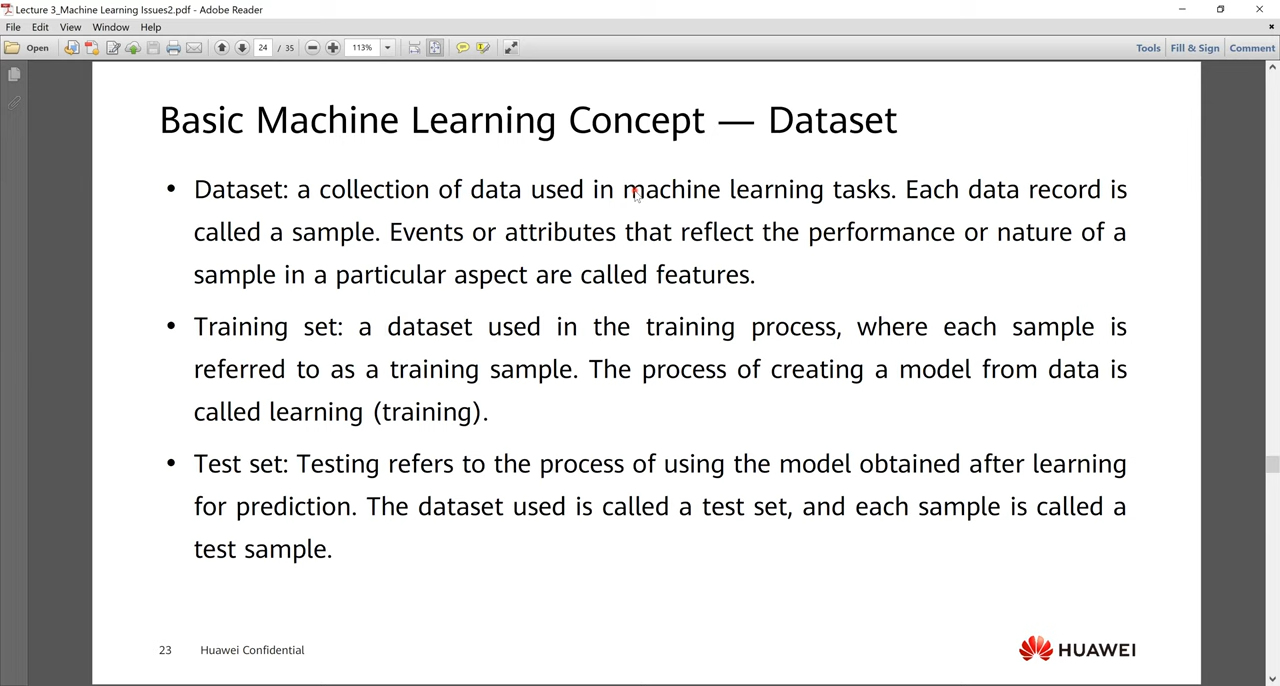 Lecture 3_Machine Learning Issues2.pdf - Adobe Reader
File Edit View Window Help
Open 24 / 35 113% Tools Fill & Sign Comment
Basic Machine Learning Concept — Dataset
• Dataset: a collection of data used in machine learning tasks. Each data record is
called a sample. Events or attributes that reflect the performance or nature of a
sample in a particular aspect are called features.
• Training set: a dataset used in the training process, where each sample is
referred to as a training sample. The process of creating a model from data is
called learning (training).
• Test set: Testing refers to the process of using the model obtained after learning
for prediction. The dataset used is called a test set, and each sample is called a
test sample.
23 Huawei Confidential
HUAWEI